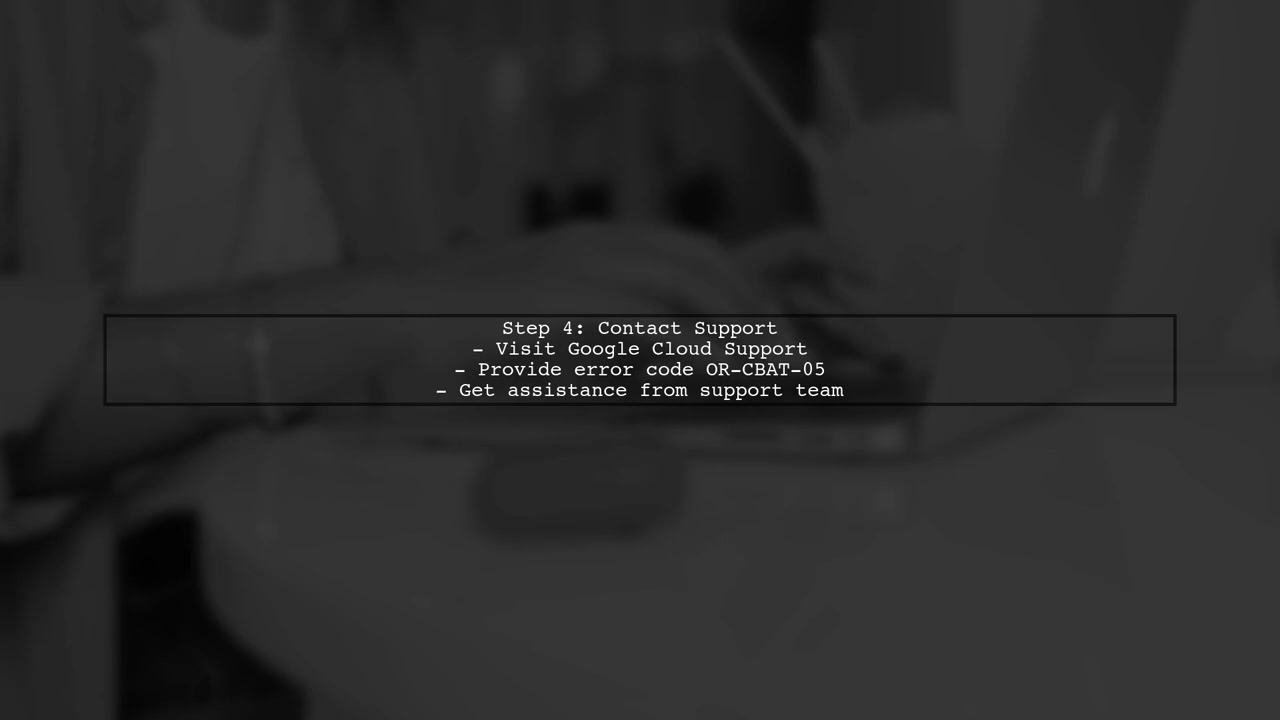 Step 4: Contact Support
- Visit Google Cloud Support
- Provide error code OR-CBAT-05
- Get assistance from support team